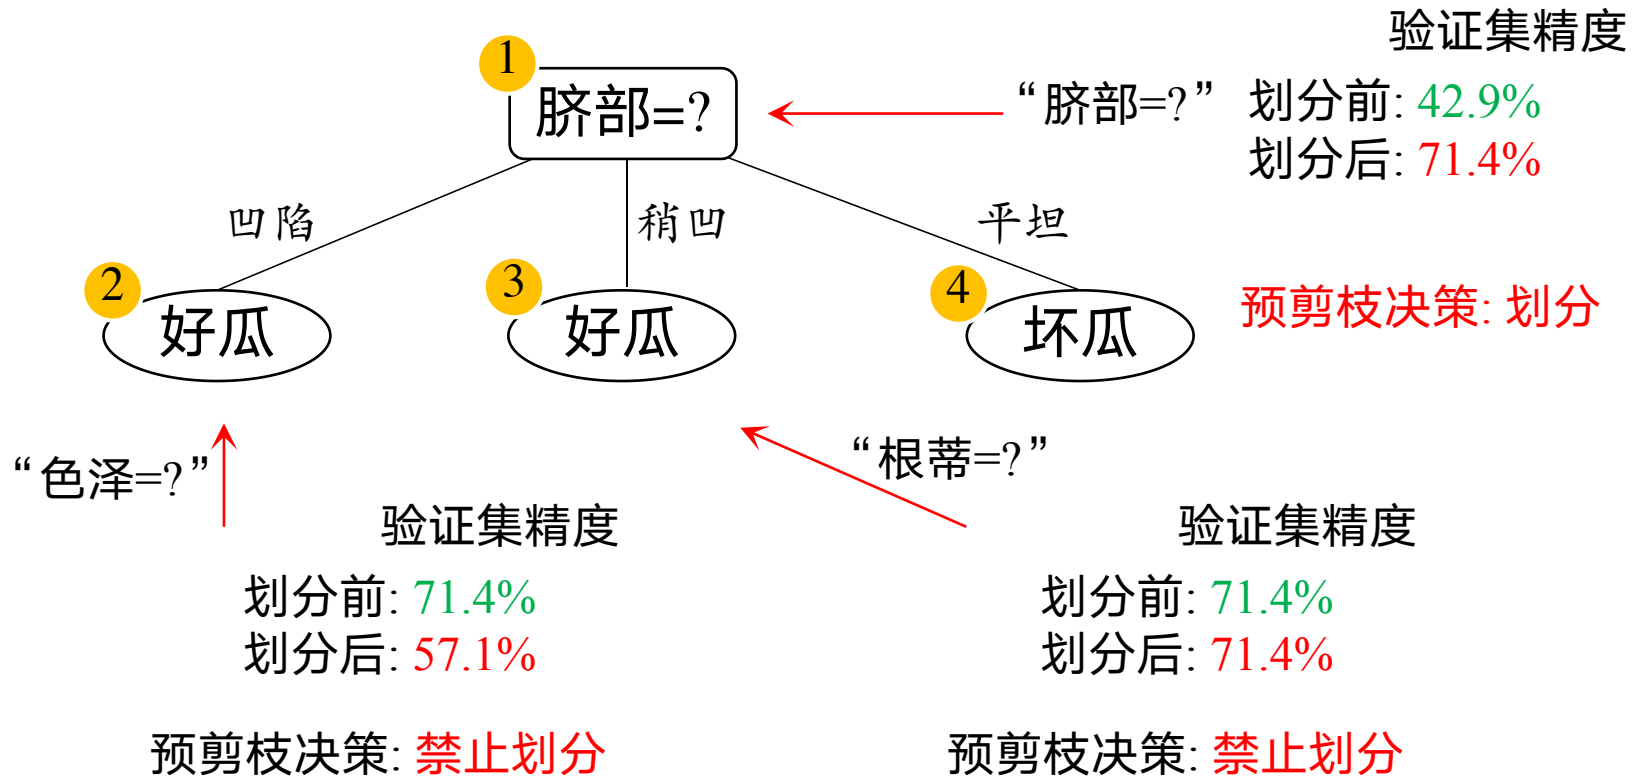 验证集精度
1
脐部=?
“脐部=?” 划分前: 42.9%
划分后: 71.4%
凹陷
稍凹
平坦
2
好瓜
3
好瓜
4
坏瓜
预剪枝决策: 划分
“色泽=?”
验证集精度
划分前: 71.4%
划分后: 57.1%
预剪枝决策: 禁止划分
“根蒂=?”
验证集精度
划分前: 71.4%
划分后: 71.4%
预剪枝决策: 禁止划分